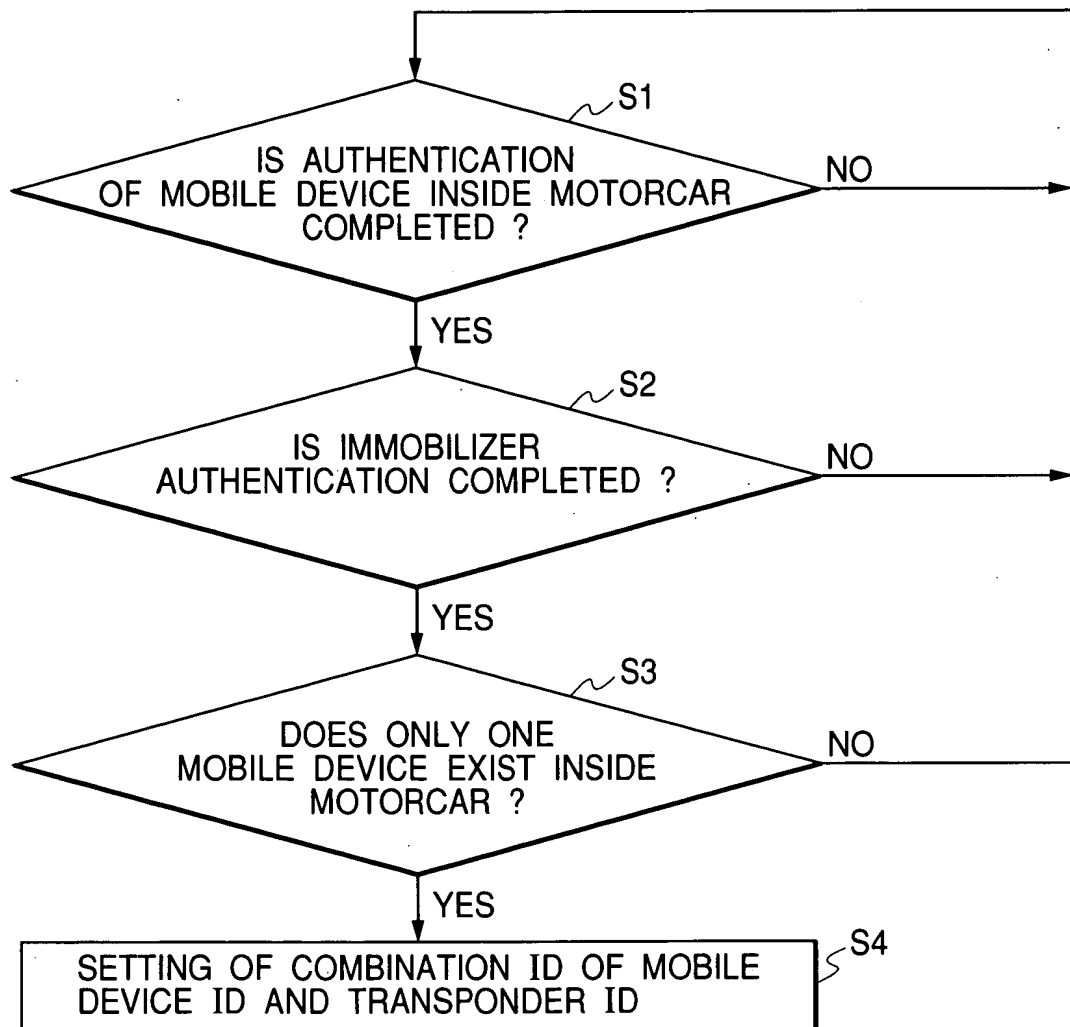 S1
IS AUTHENTICATION
OF MOBILE DEVICE INSIDE MOTORCAR
COMPLETED ?
NO
YES
S2
IS IMMOBILIZER
AUTHENTICATION COMPLETED ?
NO
YES
S3
DOES ONLY ONE
MOBILE DEVICE EXIST INSIDE
MOTORCAR ?
NO
YES
S4
SETTING OF COMBINATION ID OF MOBILE
DEVICE ID AND TRANSPONDER ID